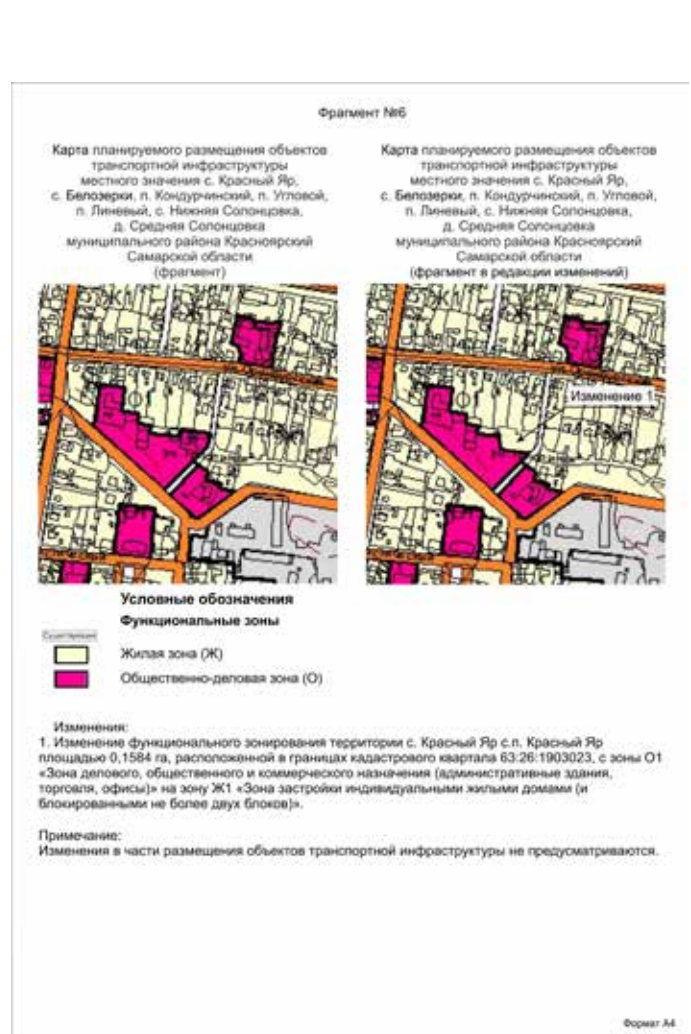 Фрагмент №6
Карта планируемого размещения объектов
транспортной инфраструктуры
местного значения с. Красный Яр,
с. Белозерки, п. Кондурчинский, п. Угловой,
п. Линевый, с. Нижняя Солонцовка,
д. Средняя Солонцовка
муниципального района Красноярский
Самарской области
(фрагмент)
Карта планируемого размещения объектов
транспортной инфраструктуры
местного значения с. Красный Яр,
с. Белозерки, п. Кондурчинский, п. Угловой,
п. Линевый, с. Нижняя Солонцовка,
д. Средняя Солонцовка
муниципального района Красноярский
Самарской области
(фрагмент в редакции изменений)
Ж
Изменение 1
Условные обозначения
Функциональные зоны
Жилая зона (Ж)
Общественно-деловая зона (О)
Изменения:
1. Изменение функционального зонирования территории с. Красный Яр с.п. Красный Яр
площадью 0,1584 га, расположенной в границах кадастрового квартала 63:26:1903023, с зоны О1
«Зона делового, общественного и коммерческого назначения (административные здания,
торговля, офисы)» на зону Ж1 «Зона застройки индивидуальными жилыми домами (и
блокированными не более двух блоков)».
Примечание:
Изменения в части размещения объектов транспортной инфраструктуры не предусматриваются.
Формат А4